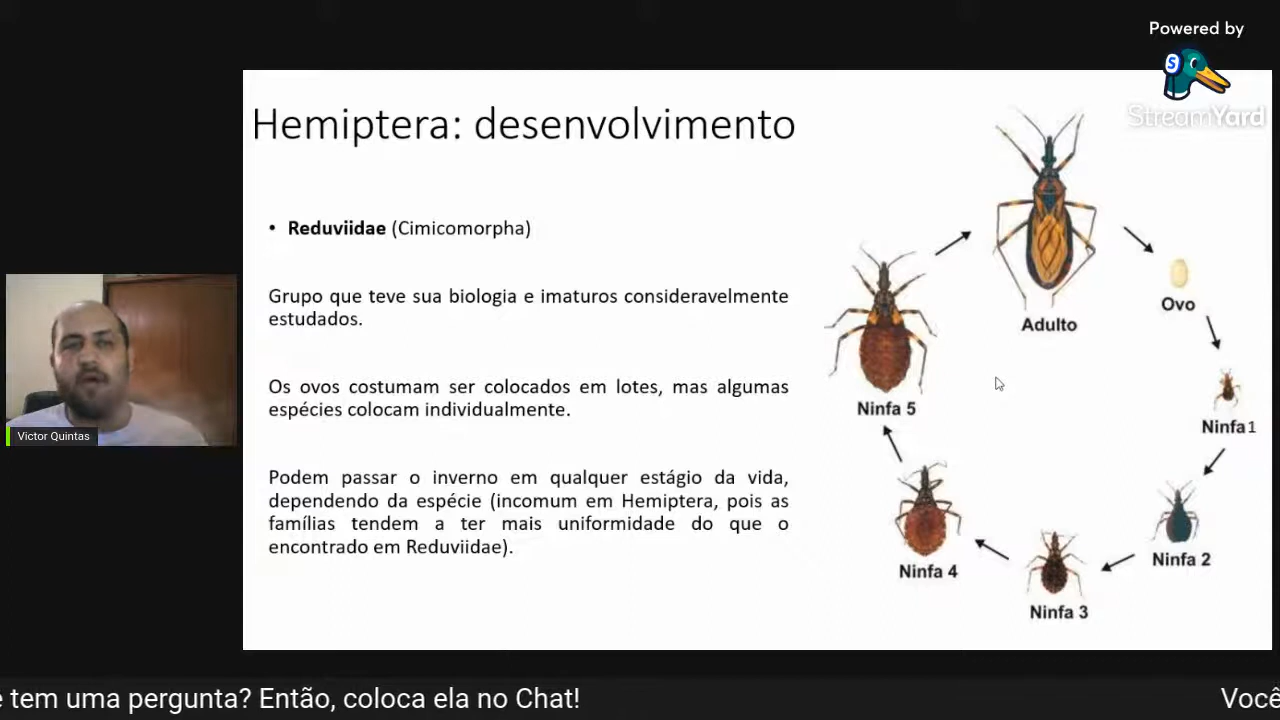 Powered by
S
StreamYard
Hemiptera: desenvolvimento
• Reduviidae (Cimicomorpha)
Grupo que teve sua biologia e imaturos consideravelmente
estudados.
Os ovos costumam ser colocados em lotes, mas algumas
espécies colocam individualmente.
Podem passar o inverno em qualquer estágio da vida,
dependendo da espécie (incomum em Hemiptera, pois as
famílias tendem a ter mais uniformidade do que o
encontrado em Reduviidae).
Adulto
Ovo
Ninfa 1
Ninfa 2
Ninfa 3
Ninfa 4
Ninfa 5
Victor Quintas
e tem uma pergunta? Então, coloca ela no Chat!
Você